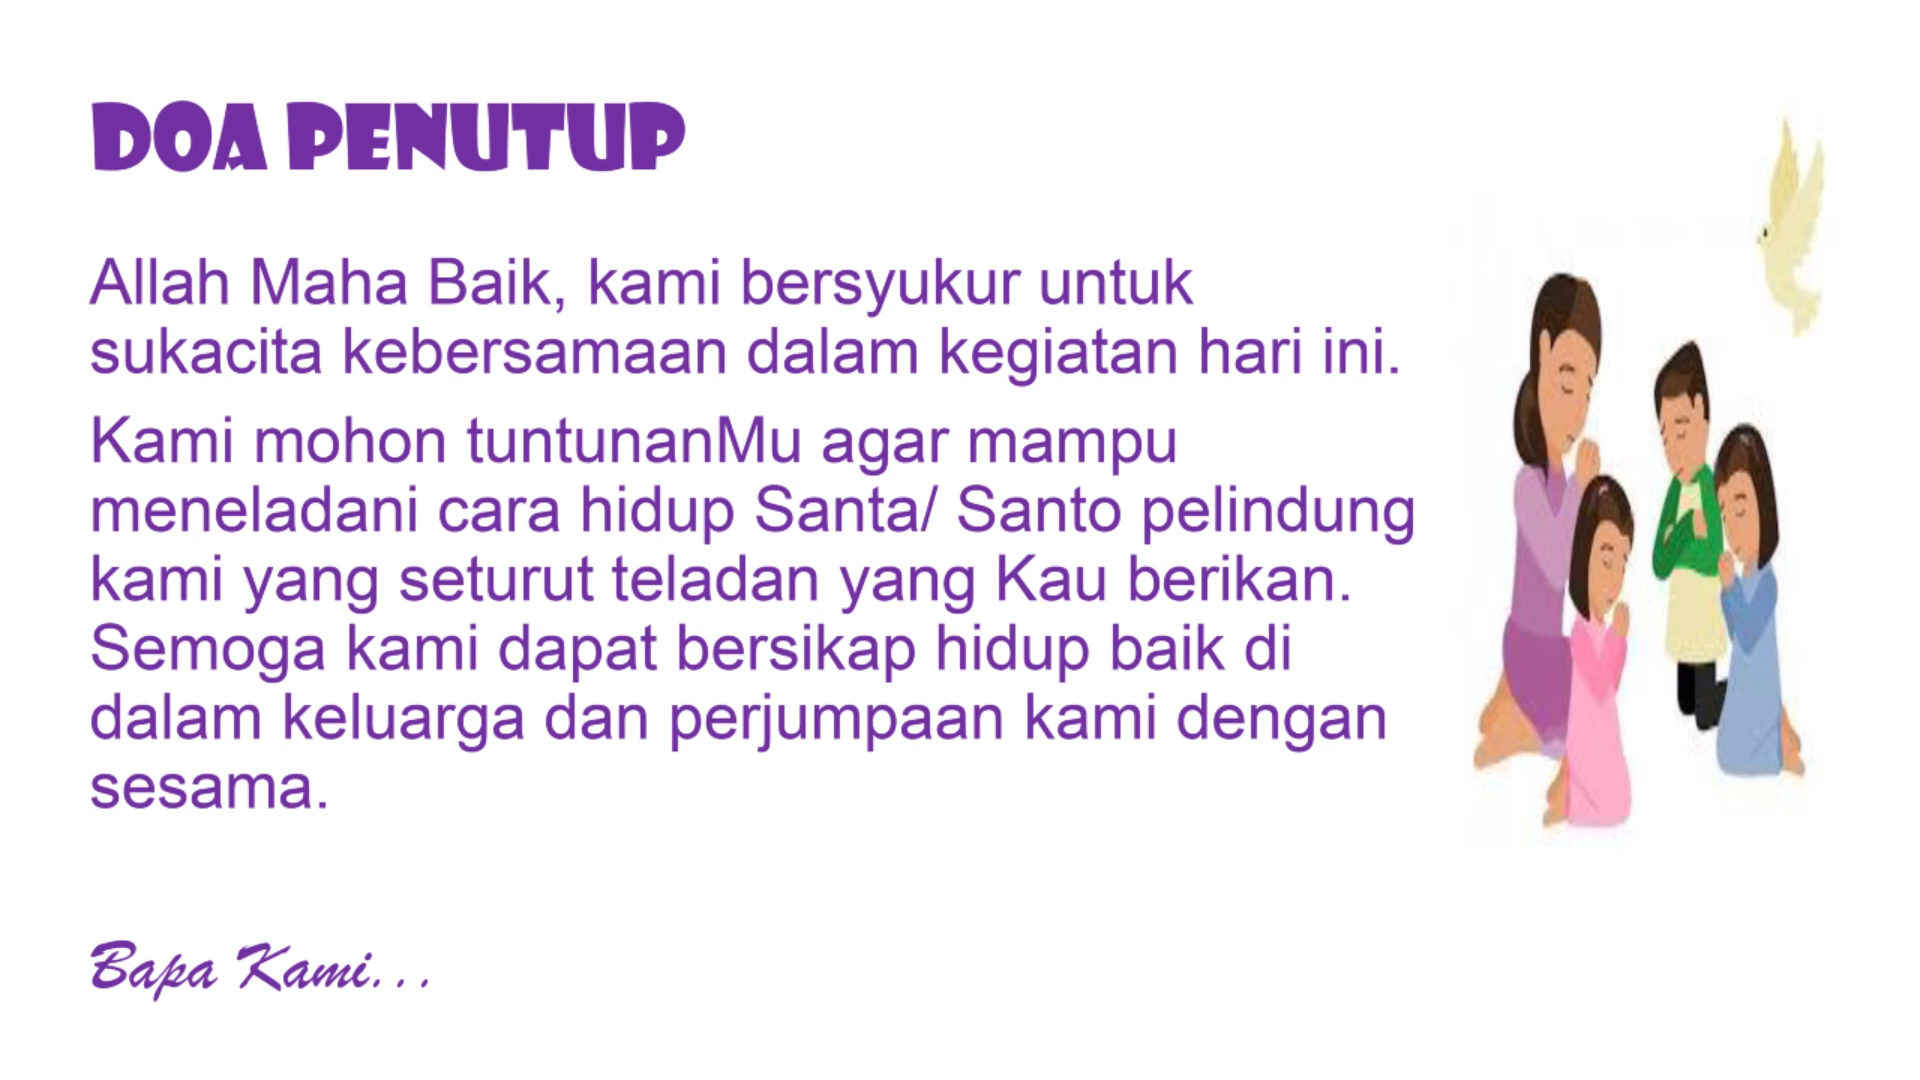 DOA PENUTUP
Allah Maha Baik, kami bersyukur untuk
sukacita kebersamaan dalam kegiatan hari ini.
Kami mohon tuntunanMu agar mampu
meneladani cara hidup Santa/ Santo pelindung
kami yang seturut teladan yang Kau berikan.
Semoga kami dapat bersikap hidup baik di
dalam keluarga dan perjumpaan kami dengan
sesama.
Bapa Kami...